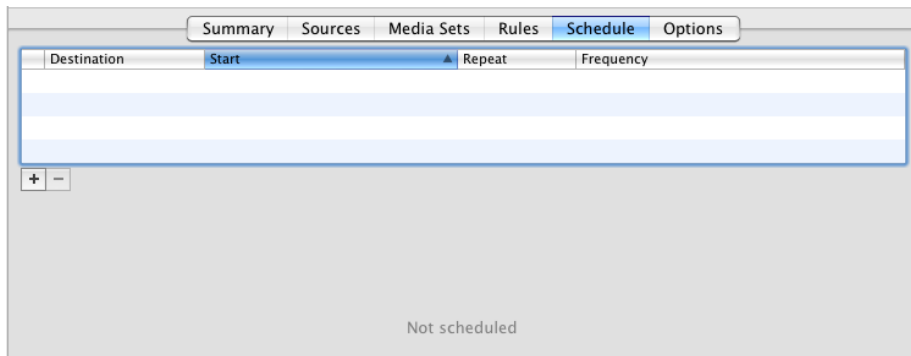 Summary Sources Media Sets Rules Schedule Options
Destination Start Repeat Frequency
+ −
Not scheduled